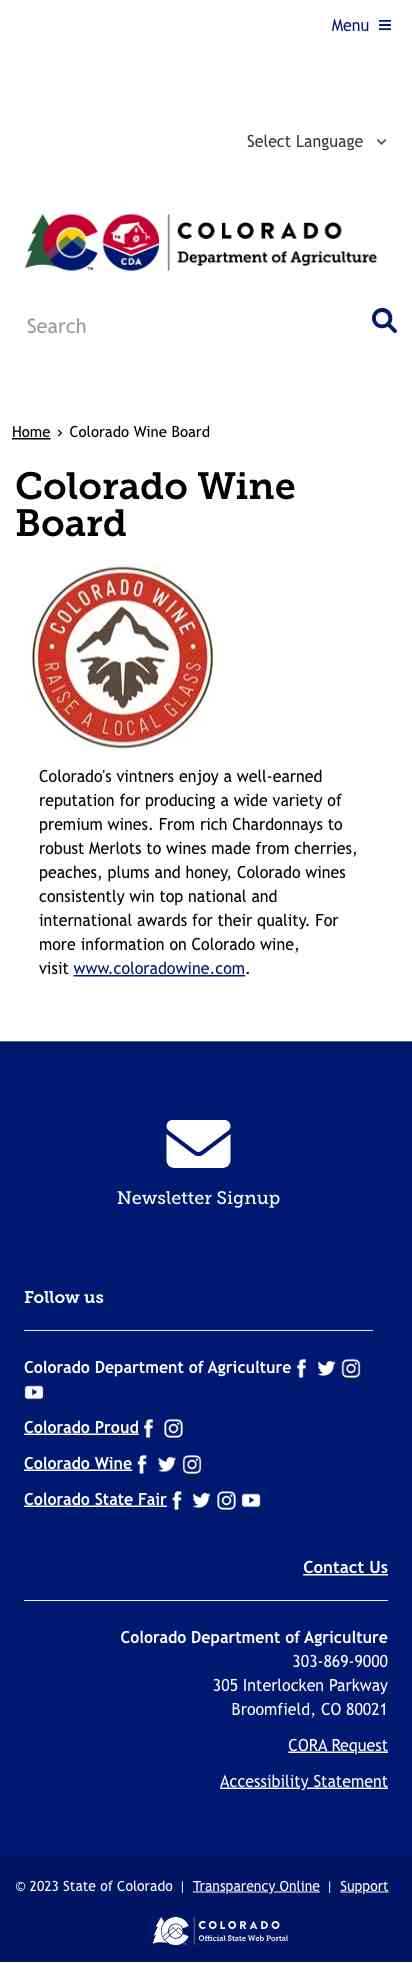 Menu
Select Language
CDA
COLORADO
Department of Agriculture
Search
Home › Colorado Wine Board
Colorado Wine
Board
COLORADO WINE
RAISE A LOCAL GLASS
Colorado's vintners enjoy a well-earned
reputation for producing a wide variety of
premium wines. From rich Chardonnays to
robust Merlots to wines made from cherries,
peaches, plums and honey, Colorado wines
consistently win top national and
international awards for their quality. For
more information on Colorado wine,
visit www.coloradowine.com.
Newsletter Signup
Follow us
Colorado Department of Agriculture
Colorado Proud
Colorado Wine
Colorado State Fair
Contact Us
Colorado Department of Agriculture
303-869-9000
305 Interlocken Parkway
Broomfield, CO 80021
CORA Request
Accessibility Statement
© 2023 State of Colorado | Transparency Online | Support
COLORADO
Official State Web Portal